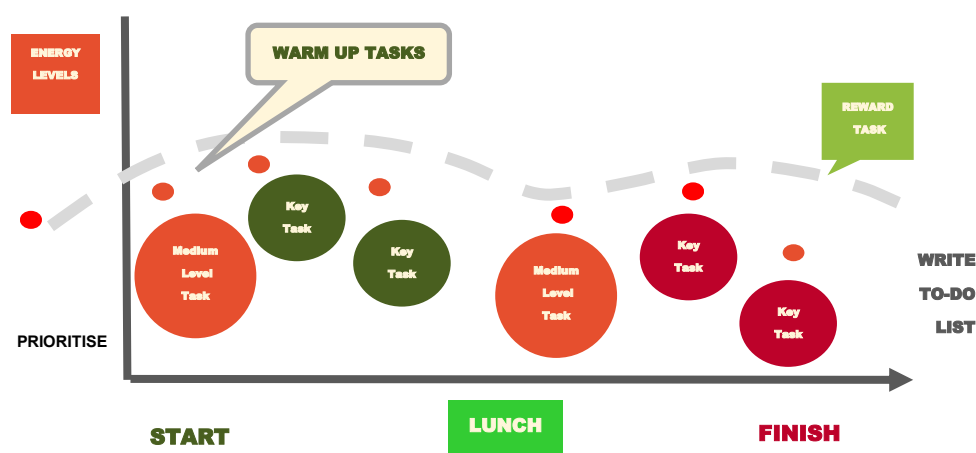 ENERGY
LEVELS
WARM UP TASKS
REWARD
TASK
Key
Task
Medium
Level
Task
Key
Task
Medium
Level
Task
Key
Task
Key
Task
WRITE
TO-DO
LIST
PRIORITISE
START
LUNCH
FINISH